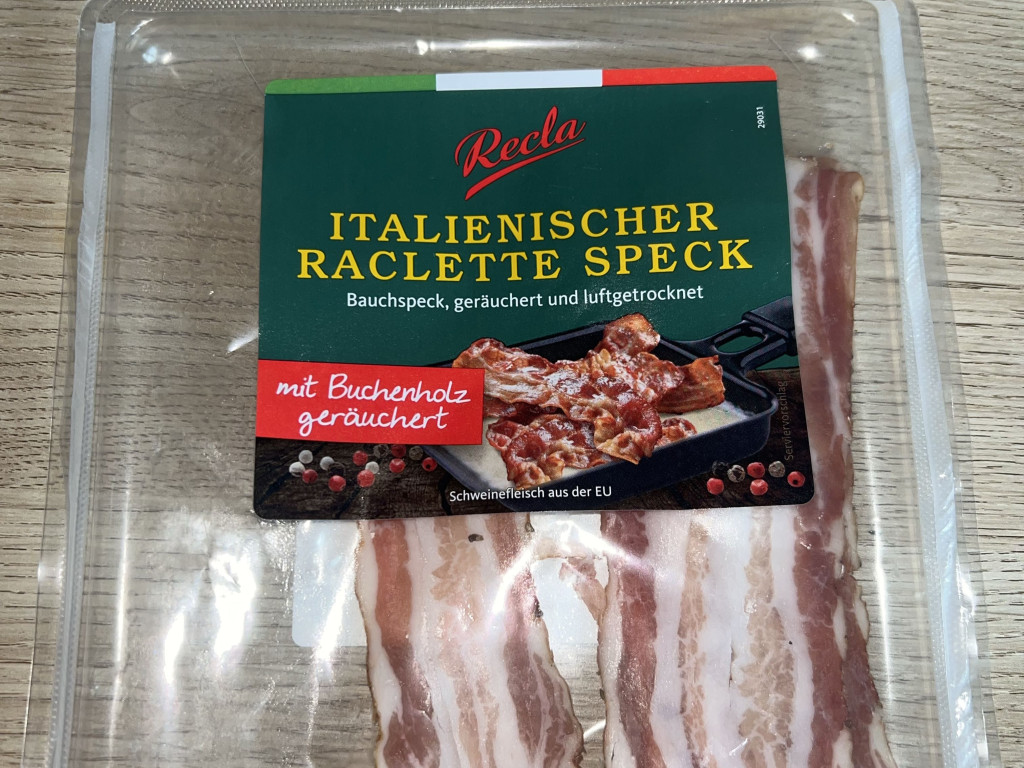 29031
Recla
ITALIENISCHER
RACLETTE SPECK
Bauchspeck, geräuchert und luftgetrocknet
mit Buchenholz
geräuchert
Serviervorschlag
Schweinefleisch aus der EU